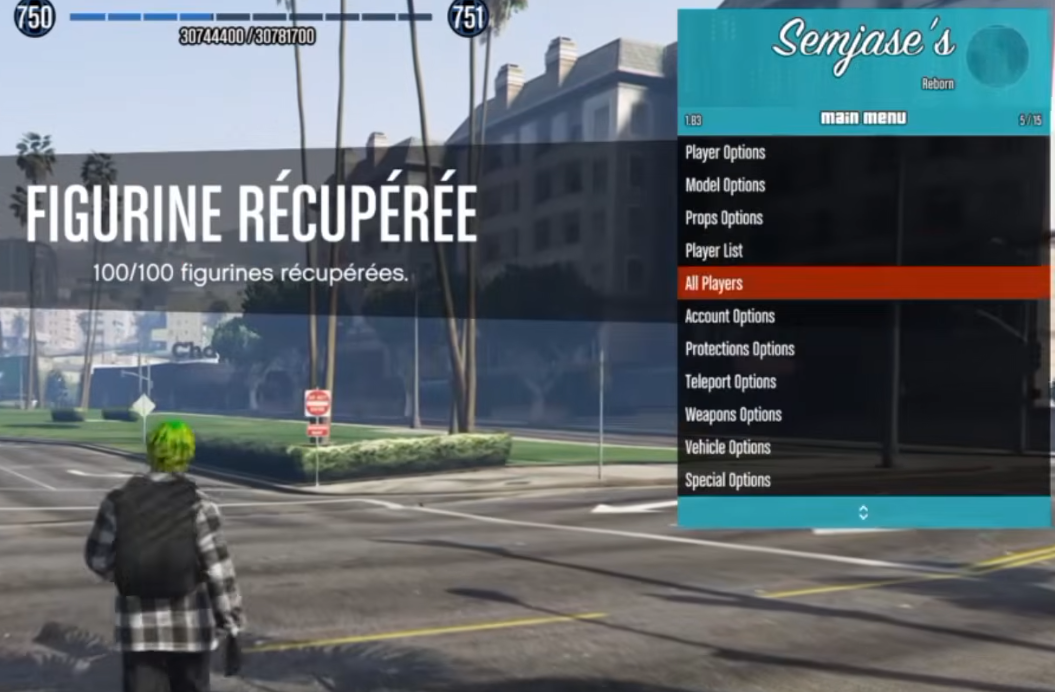 750
751
30744400/30781700
FIGURINE RÉCUPÉRÉE
100/100 figurines récupérées.
Semjase's
Reborn
1.83
main menu
5/15
Player Options
Model Options
Props Options
Player List
All Players
Account Options
Protections Options
Teleport Options
Weapons Options
Vehicle Options
Special Options